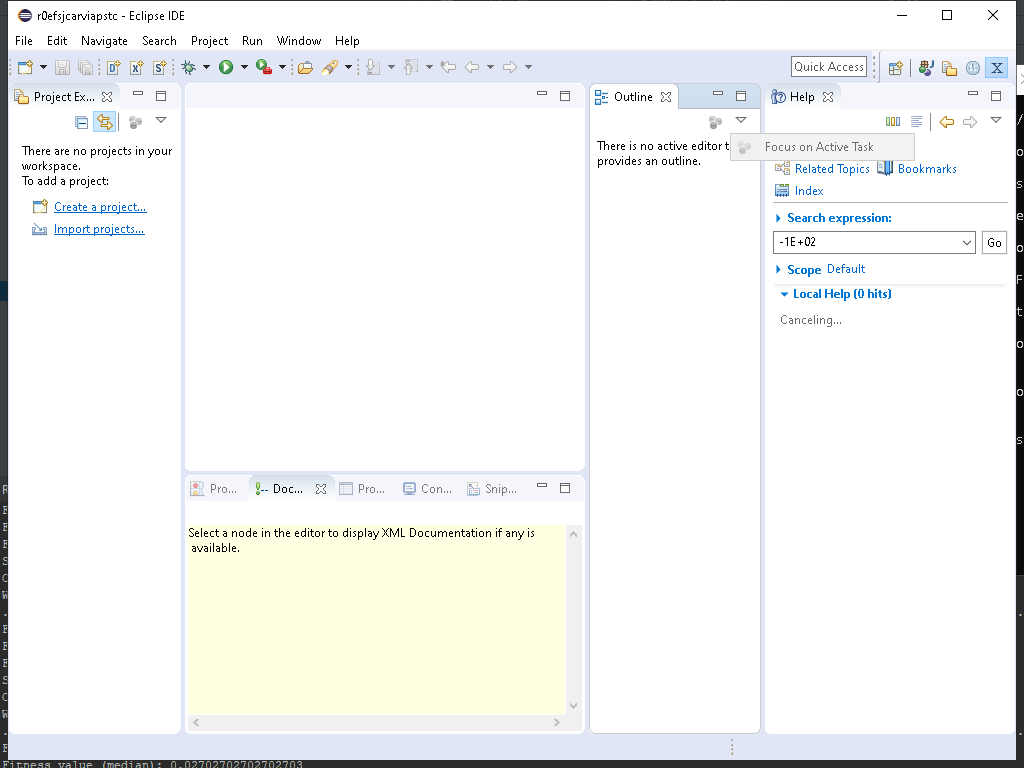 r0efsjcarviapstc - Eclipse IDE
File Edit Navigate Search Project Run Window Help
Quick Access
Project Ex...
There are no projects in your
workspace.
To add a project:
Create a project...
Import projects...
Outline
There is no active editor t
provides an outline.
Focus on Active Task
Help
Related Topics Bookmarks
Index
Search expression:
-1E+02
Go
Scope Default
Local Help (0 hits)
Canceling...
Pro... Doc... Pro... Con... Snip...
Select a node in the editor to display XML Documentation if any is
available.
Fitness value (median): 0.02702702702702703